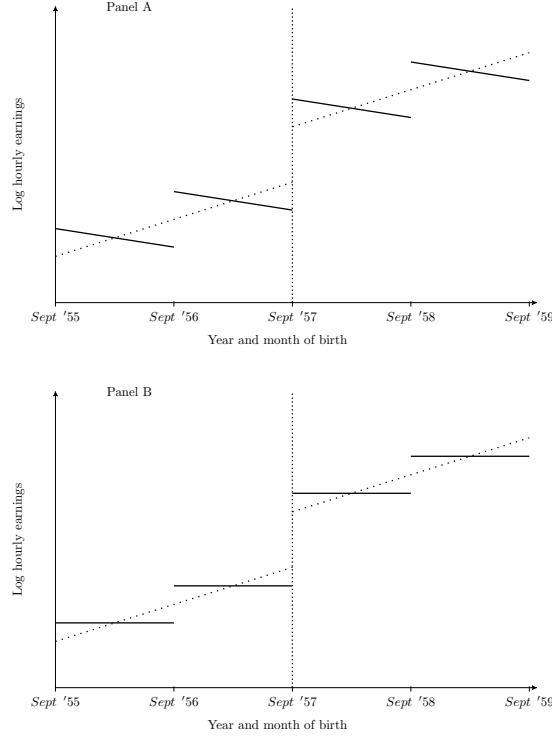 Panel A
Log hourly earnings
Sept '55 Sept '56 Sept '57 Sept '58 Sept '59
Year and month of birth
Panel B
Log hourly earnings
Sept '55 Sept '56 Sept '57 Sept '58 Sept '59
Year and month of birth